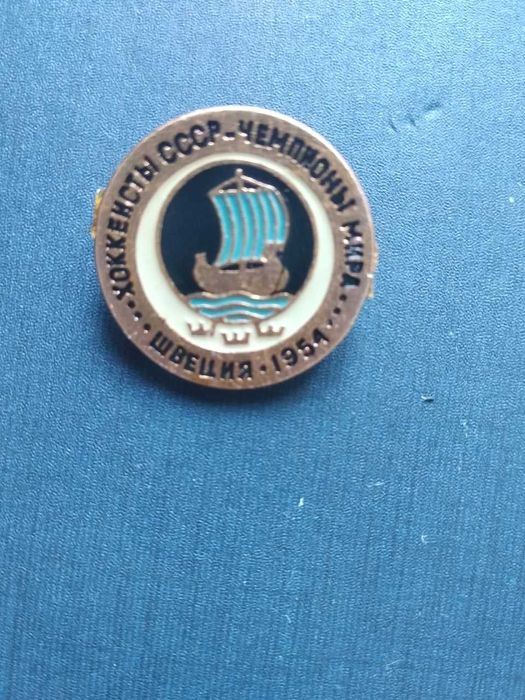 ХОККЕИСТЫ СССР-ЧЕМПИОНЫ МИРА
ШВЕЦИЯ·1954